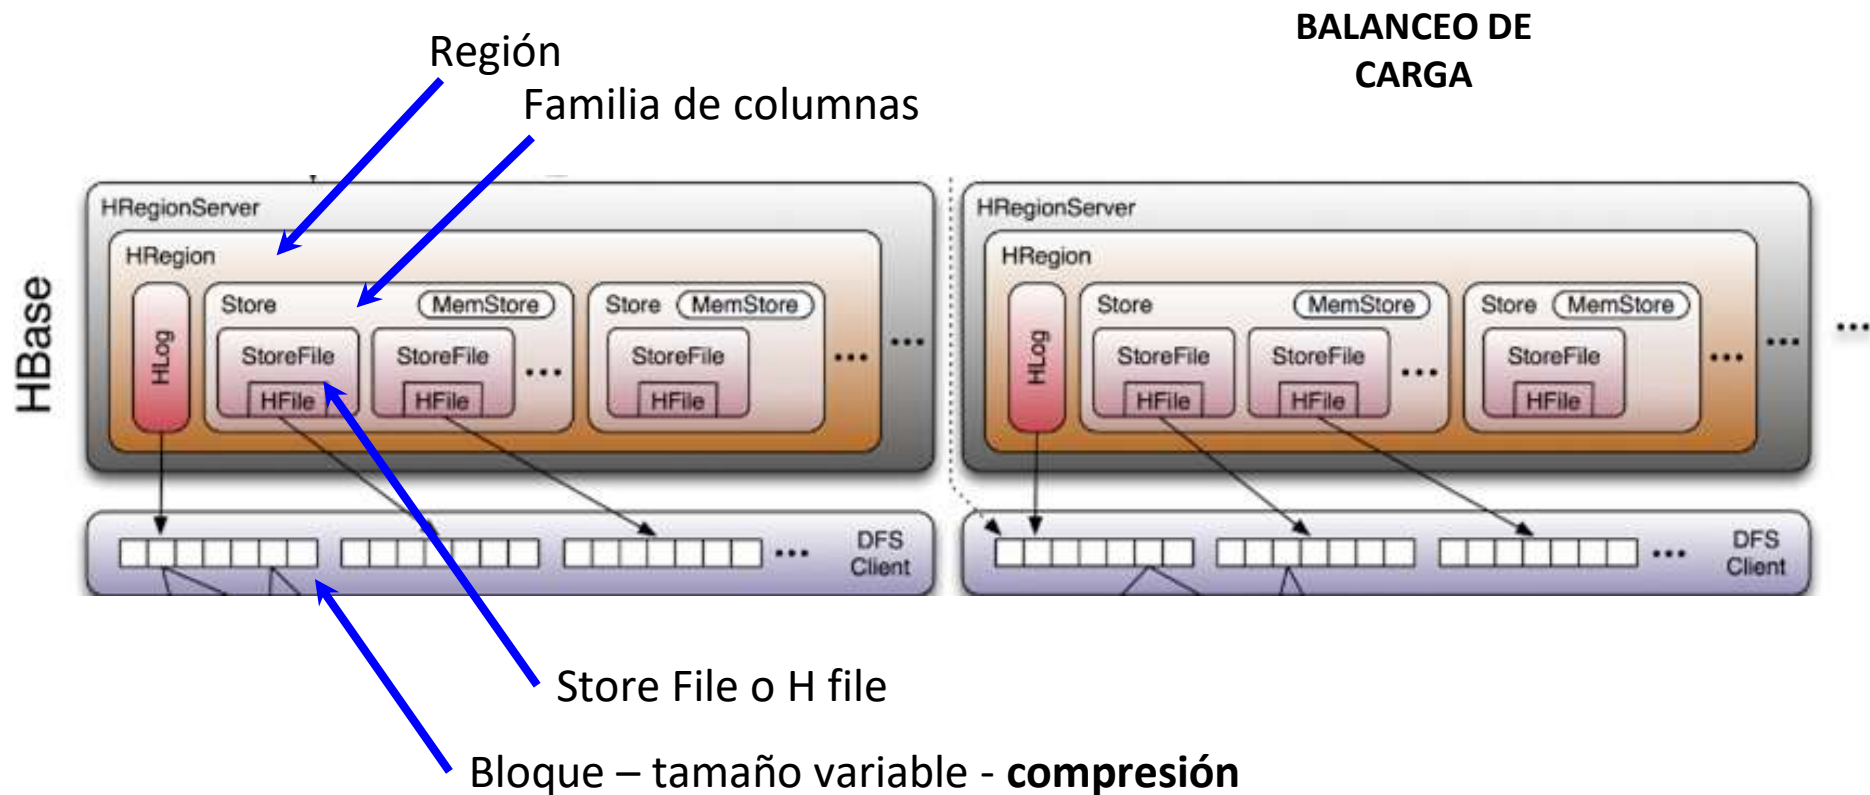 BALANCEO DE
CARGA
Región
Familia de columnas
HBase
HRegionServer
HRegion
HLog
Store
MemStore
StoreFile
HFile
StoreFile
HFile
...
Store
MemStore
StoreFile
HFile
...
...
DFS
Client
...
HRegionServer
HRegion
HLog
Store
MemStore
StoreFile
HFile
StoreFile
HFile
...
Store
MemStore
StoreFile
HFile
...
...
...
DFS
Client
...
Store File o H file
Bloque – tamaño variable - compresión